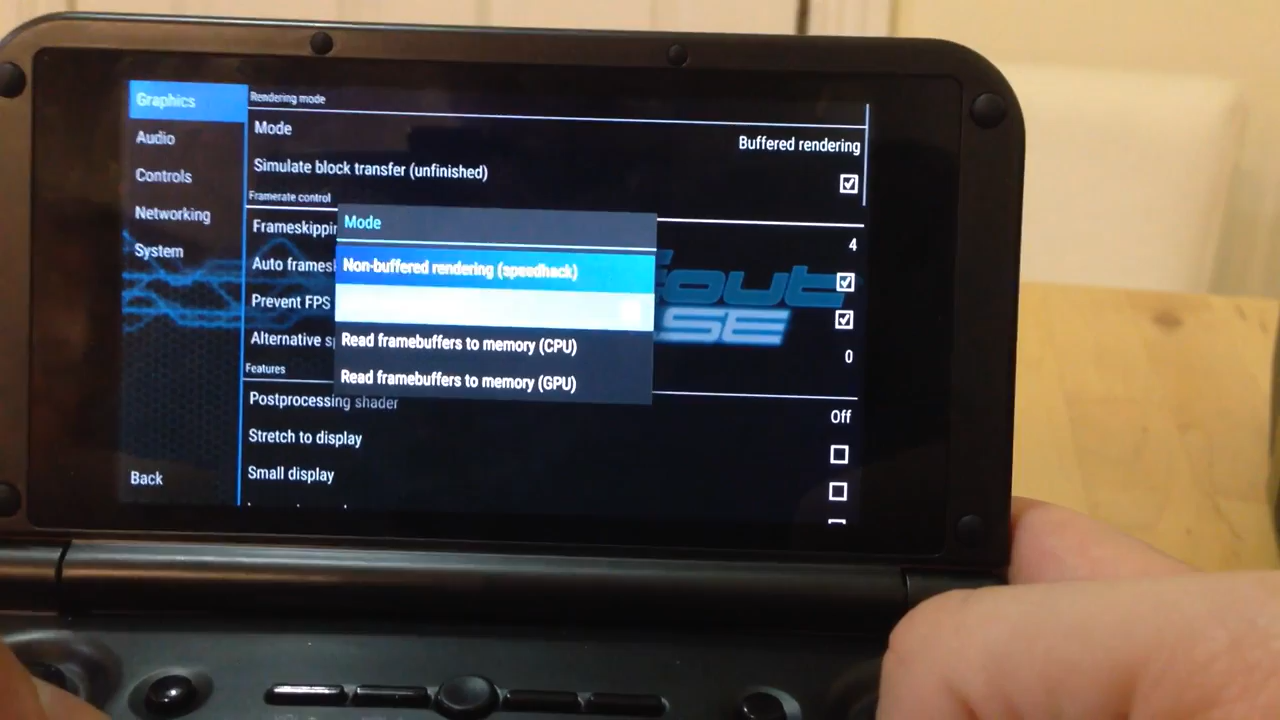 Graphics
Audio
Controls
Networking
System
Back
Rendering mode
Mode
Buffered rendering
Simulate block transfer (unfinished)
Framerate control
4
Auto
Prevent FPS
Alternative
0
Features
Postprocessing shader
Off
Stretch to display
Small display
Mode
Non-buffered rendering (speedhack)
Read framebuffers to memory (CPU)
Read framebuffers to memory (GPU)